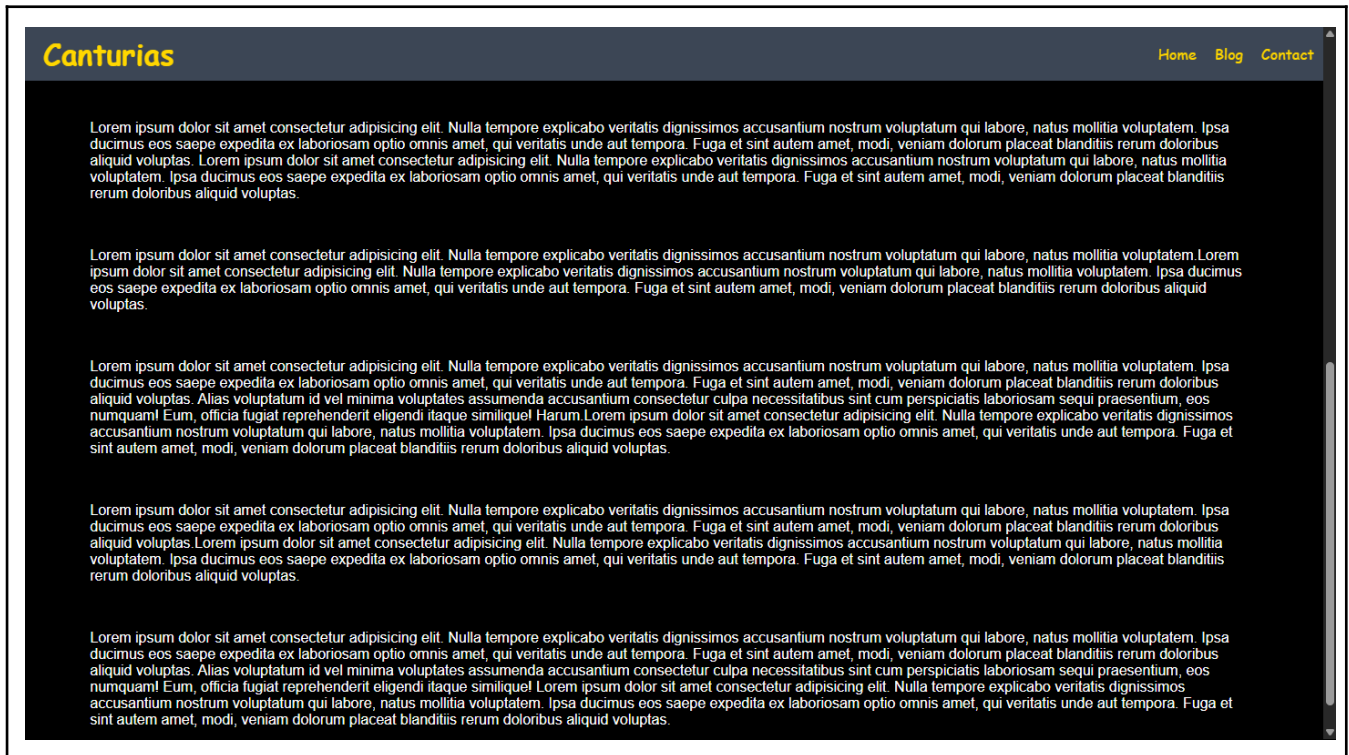 Canturias
Home Blog Contact
Lorem ipsum dolor sit amet consectetur adipisicing elit. Nulla tempore explicabo veritatis dignissimos accusantium nostrum voluptatum qui labore, natus mollitia voluptatem. Ipsa
ducimus eos saepe expedita ex laboriosam optio omnis amet, qui veritatis unde aut tempora. Fuga et sint autem amet, modi, veniam dolorum placeat blanditiis rerum doloribus
aliquid voluptas. Lorem ipsum dolor sit amet consectetur adipisicing elit. Nulla tempore explicabo veritatis dignissimos accusantium nostrum voluptatum qui labore, natus mollitia
voluptatem. Ipsa ducimus eos saepe expedita ex laboriosam optio omnis amet, qui veritatis unde aut tempora. Fuga et sint autem amet, modi, veniam dolorum placeat blanditiis
rerum doloribus aliquid voluptas.
Lorem ipsum dolor sit amet consectetur adipisicing elit. Nulla tempore explicabo veritatis dignissimos accusantium nostrum voluptatum qui labore, natus mollitia voluptatem.Lorem
ipsum dolor sit amet consectetur adipisicing elit. Nulla tempore explicabo veritatis dignissimos accusantium nostrum voluptatum qui labore, natus mollitia voluptatem. Ipsa ducimus
eos saepe expedita ex laboriosam optio omnis amet, qui veritatis unde aut tempora. Fuga et sint autem amet, modi, veniam dolorum placeat blanditiis rerum doloribus aliquid
voluptas.
Lorem ipsum dolor sit amet consectetur adipisicing elit. Nulla tempore explicabo veritatis dignissimos accusantium nostrum voluptatum qui labore, natus mollitia voluptatem. Ipsa
ducimus eos saepe expedita ex laboriosam optio omnis amet, qui veritatis unde aut tempora. Fuga et sint autem amet, modi, veniam dolorum placeat blanditiis rerum doloribus
aliquid voluptas. Alias voluptatum id vel minima voluptates assumenda accusantium consectetur culpa necessitatibus sint cum perspiciatis laboriosam sequi praesentium, eos
numquam! Eum, officia fugiat reprehenderit eligendi itaque similique! Harum.Lorem ipsum dolor sit amet consectetur adipisicing elit. Nulla tempore explicabo veritatis dignissimos
accusantium nostrum voluptatum qui labore, natus mollitia voluptatem. Ipsa ducimus eos saepe expedita ex laboriosam optio omnis amet, qui veritatis unde aut tempora. Fuga et
sint autem amet, modi, veniam dolorum placeat blanditiis rerum doloribus aliquid voluptas.
Lorem ipsum dolor sit amet consectetur adipisicing elit. Nulla tempore explicabo veritatis dignissimos accusantium nostrum voluptatum qui labore, natus mollitia voluptatem. Ipsa
ducimus eos saepe expedita ex laboriosam optio omnis amet, qui veritatis unde aut tempora. Fuga et sint autem amet, modi, veniam dolorum placeat blanditiis rerum doloribus
aliquid voluptas.Lorem ipsum dolor sit amet consectetur adipisicing elit. Nulla tempore explicabo veritatis dignissimos accusantium nostrum voluptatum qui labore, natus mollitia
voluptatem. Ipsa ducimus eos saepe expedita ex laboriosam optio omnis amet, qui veritatis unde aut tempora. Fuga et sint autem amet, modi, veniam dolorum placeat blanditiis
rerum doloribus aliquid voluptas.
Lorem ipsum dolor sit amet consectetur adipisicing elit. Nulla tempore explicabo veritatis dignissimos accusantium nostrum voluptatum qui labore, natus mollitia voluptatem. Ipsa
ducimus eos saepe expedita ex laboriosam optio omnis amet, qui veritatis unde aut tempora. Fuga et sint autem amet, modi, veniam dolorum placeat blanditiis rerum doloribus
aliquid voluptas. Alias voluptatum id vel minima voluptates assumenda accusantium consectetur culpa necessitatibus sint cum perspiciatis laboriosam sequi praesentium, eos
numquam! Eum, officia fugiat reprehenderit eligendi itaque similique! Lorem ipsum dolor sit amet consectetur adipisicing elit. Nulla tempore explicabo veritatis dignissimos
accusantium nostrum voluptatum qui labore, natus mollitia voluptatem. Ipsa ducimus eos saepe expedita ex laboriosam optio omnis amet, qui veritatis unde aut tempora. Fuga et
sint autem amet, modi, veniam dolorum placeat blanditiis rerum doloribus aliquid voluptas.